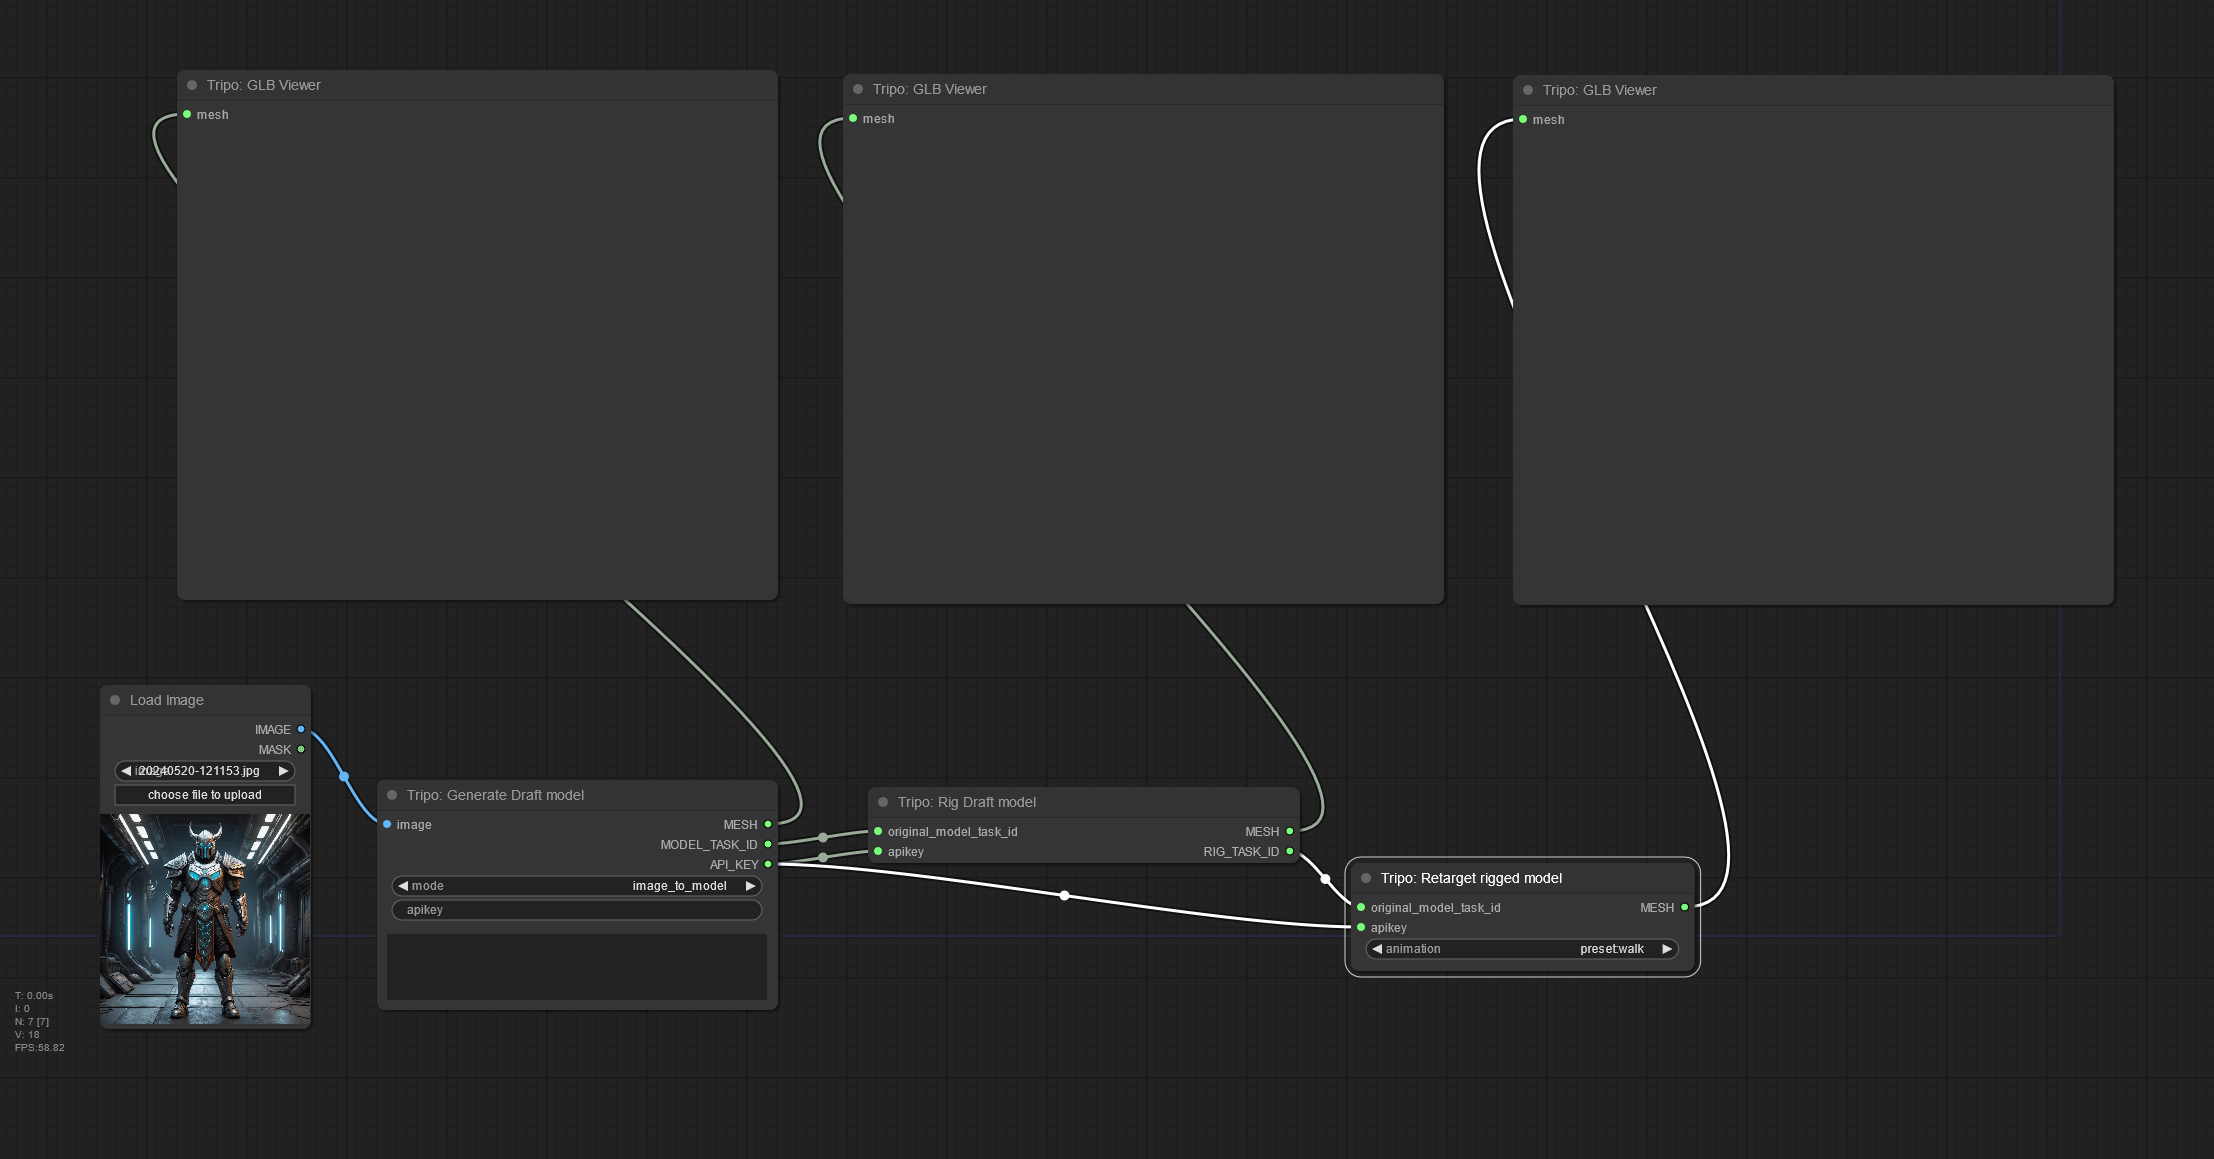 Tripo: GLB Viewer
mesh
Tripo: GLB Viewer
mesh
Tripo: GLB Viewer
mesh
Load Image
IMAGE
MASK
20240520-121153.jpg
choose file to upload
Tripo: Generate Draft model
image
MESH
MODEL_TASK_ID
API_KEY
mode image_to_model
apikey
Tripo: Rig Draft model
original_model_task_id MESH
apikey RIG_TASK_ID
Tripo: Retarget rigged model
original_model_task_id MESH
apikey
animation preset:walk
T: 0.00s
I: 0
N: 7 [7]
V: 18
FPS:58.82